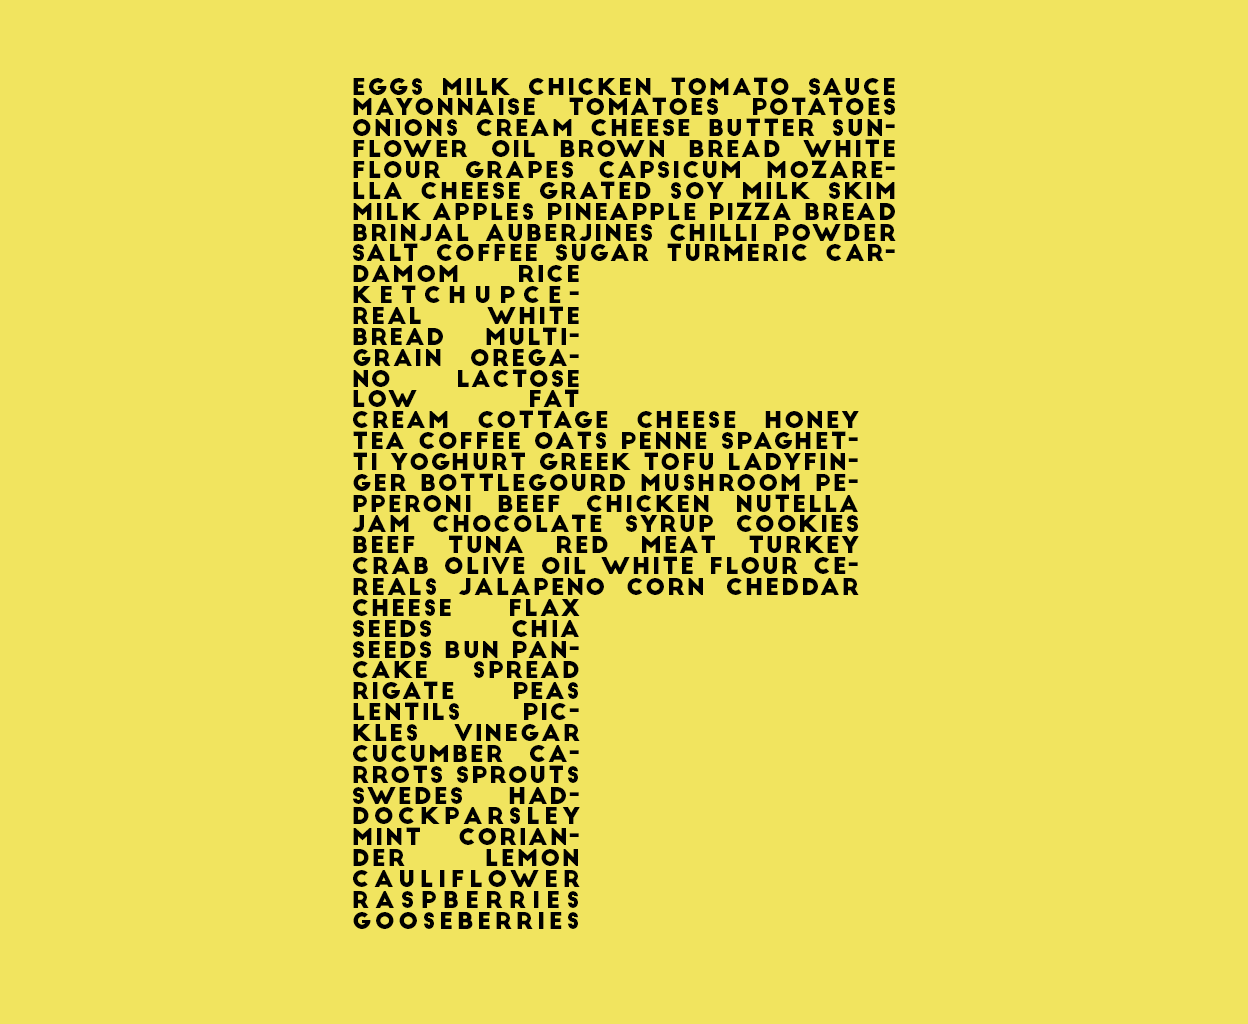 EGGS MILK CHICKEN TOMATO SAUCE
MAYONNAISE TOMATOES POTATOES
ONIONS CREAM CHEESE BUTTER SUN-
FLOWER OIL BROWN BREAD WHITE
FLOUR GRAPES CAPSICUM MOZARE-
LLA CHEESE GRATED SOY MILK SKIM
MILK APPLES PINEAPPLE PIZZA BREAD
BRINJAL AUBERJINES CHILLI POWDER
SALT COFFEE SUGAR TURMERIC CAR-
DAMOM RICE
KETCHUPCE-
REAL WHITE
BREAD MULTI-
GRAIN OREGA-
NO LACTOSE
LOW FAT
CREAM COTTAGE CHEESE HONEY
TEA COFFEE OATS PENNE SPAGHET-
TI YOGHURT GREEK TOFU LADYFIN-
GER BOTTLEGOURD MUSHROOM PE-
PPERONI BEEF CHICKEN NUTELLA
JAM CHOCOLATE SYRUP COOKIES
BEEF TUNA RED MEAT TURKEY
CRAB OLIVE OIL WHITE FLOUR CE-
REALS JALAPENO CORN CHEDDAR
CHEESE FLAX
SEEDS CHIA
SEEDS BUN PAN-
CAKE SPREAD
RIGATE PEAS
LENTILS PIC-
KLES VINEGAR
CUCUMBER CA-
RROTS SPROUTS
SWEDES HAD-
DOCKPARSLEY
MINT CORIAN-
DER LEMON
CAULIFLOWER
RASPBERRIES
GOOSEBERRIES